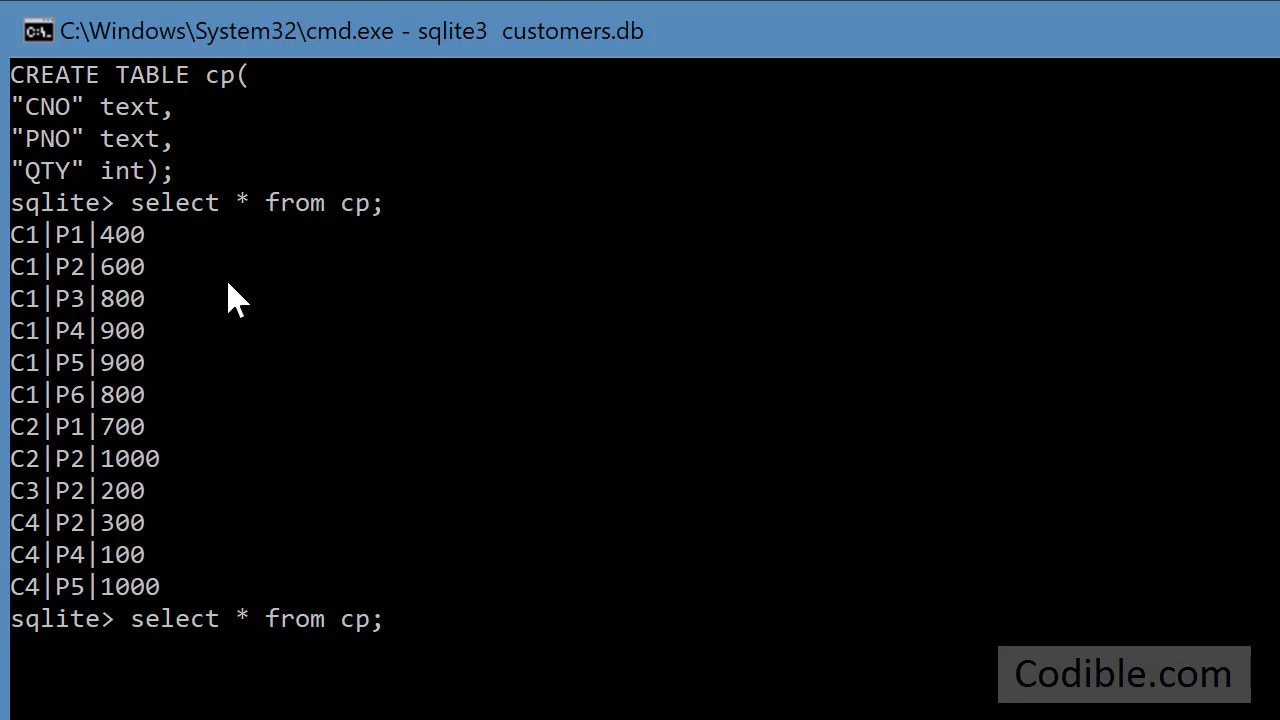 C:\Windows\System32\cmd.exe - sqlite3  customers.db
CREATE TABLE cp(
"CNO" text,
"PNO" text,
"QTY" int);
sqlite> select * from cp;
C1|P1|400
C1|P2|600
C1|P3|800
C1|P4|900
C1|P5|900
C1|P6|800
C2|P1|700
C2|P2|1000
C3|P2|200
C4|P2|300
C4|P4|100
C4|P5|1000
sqlite> select * from cp;
Codible.com